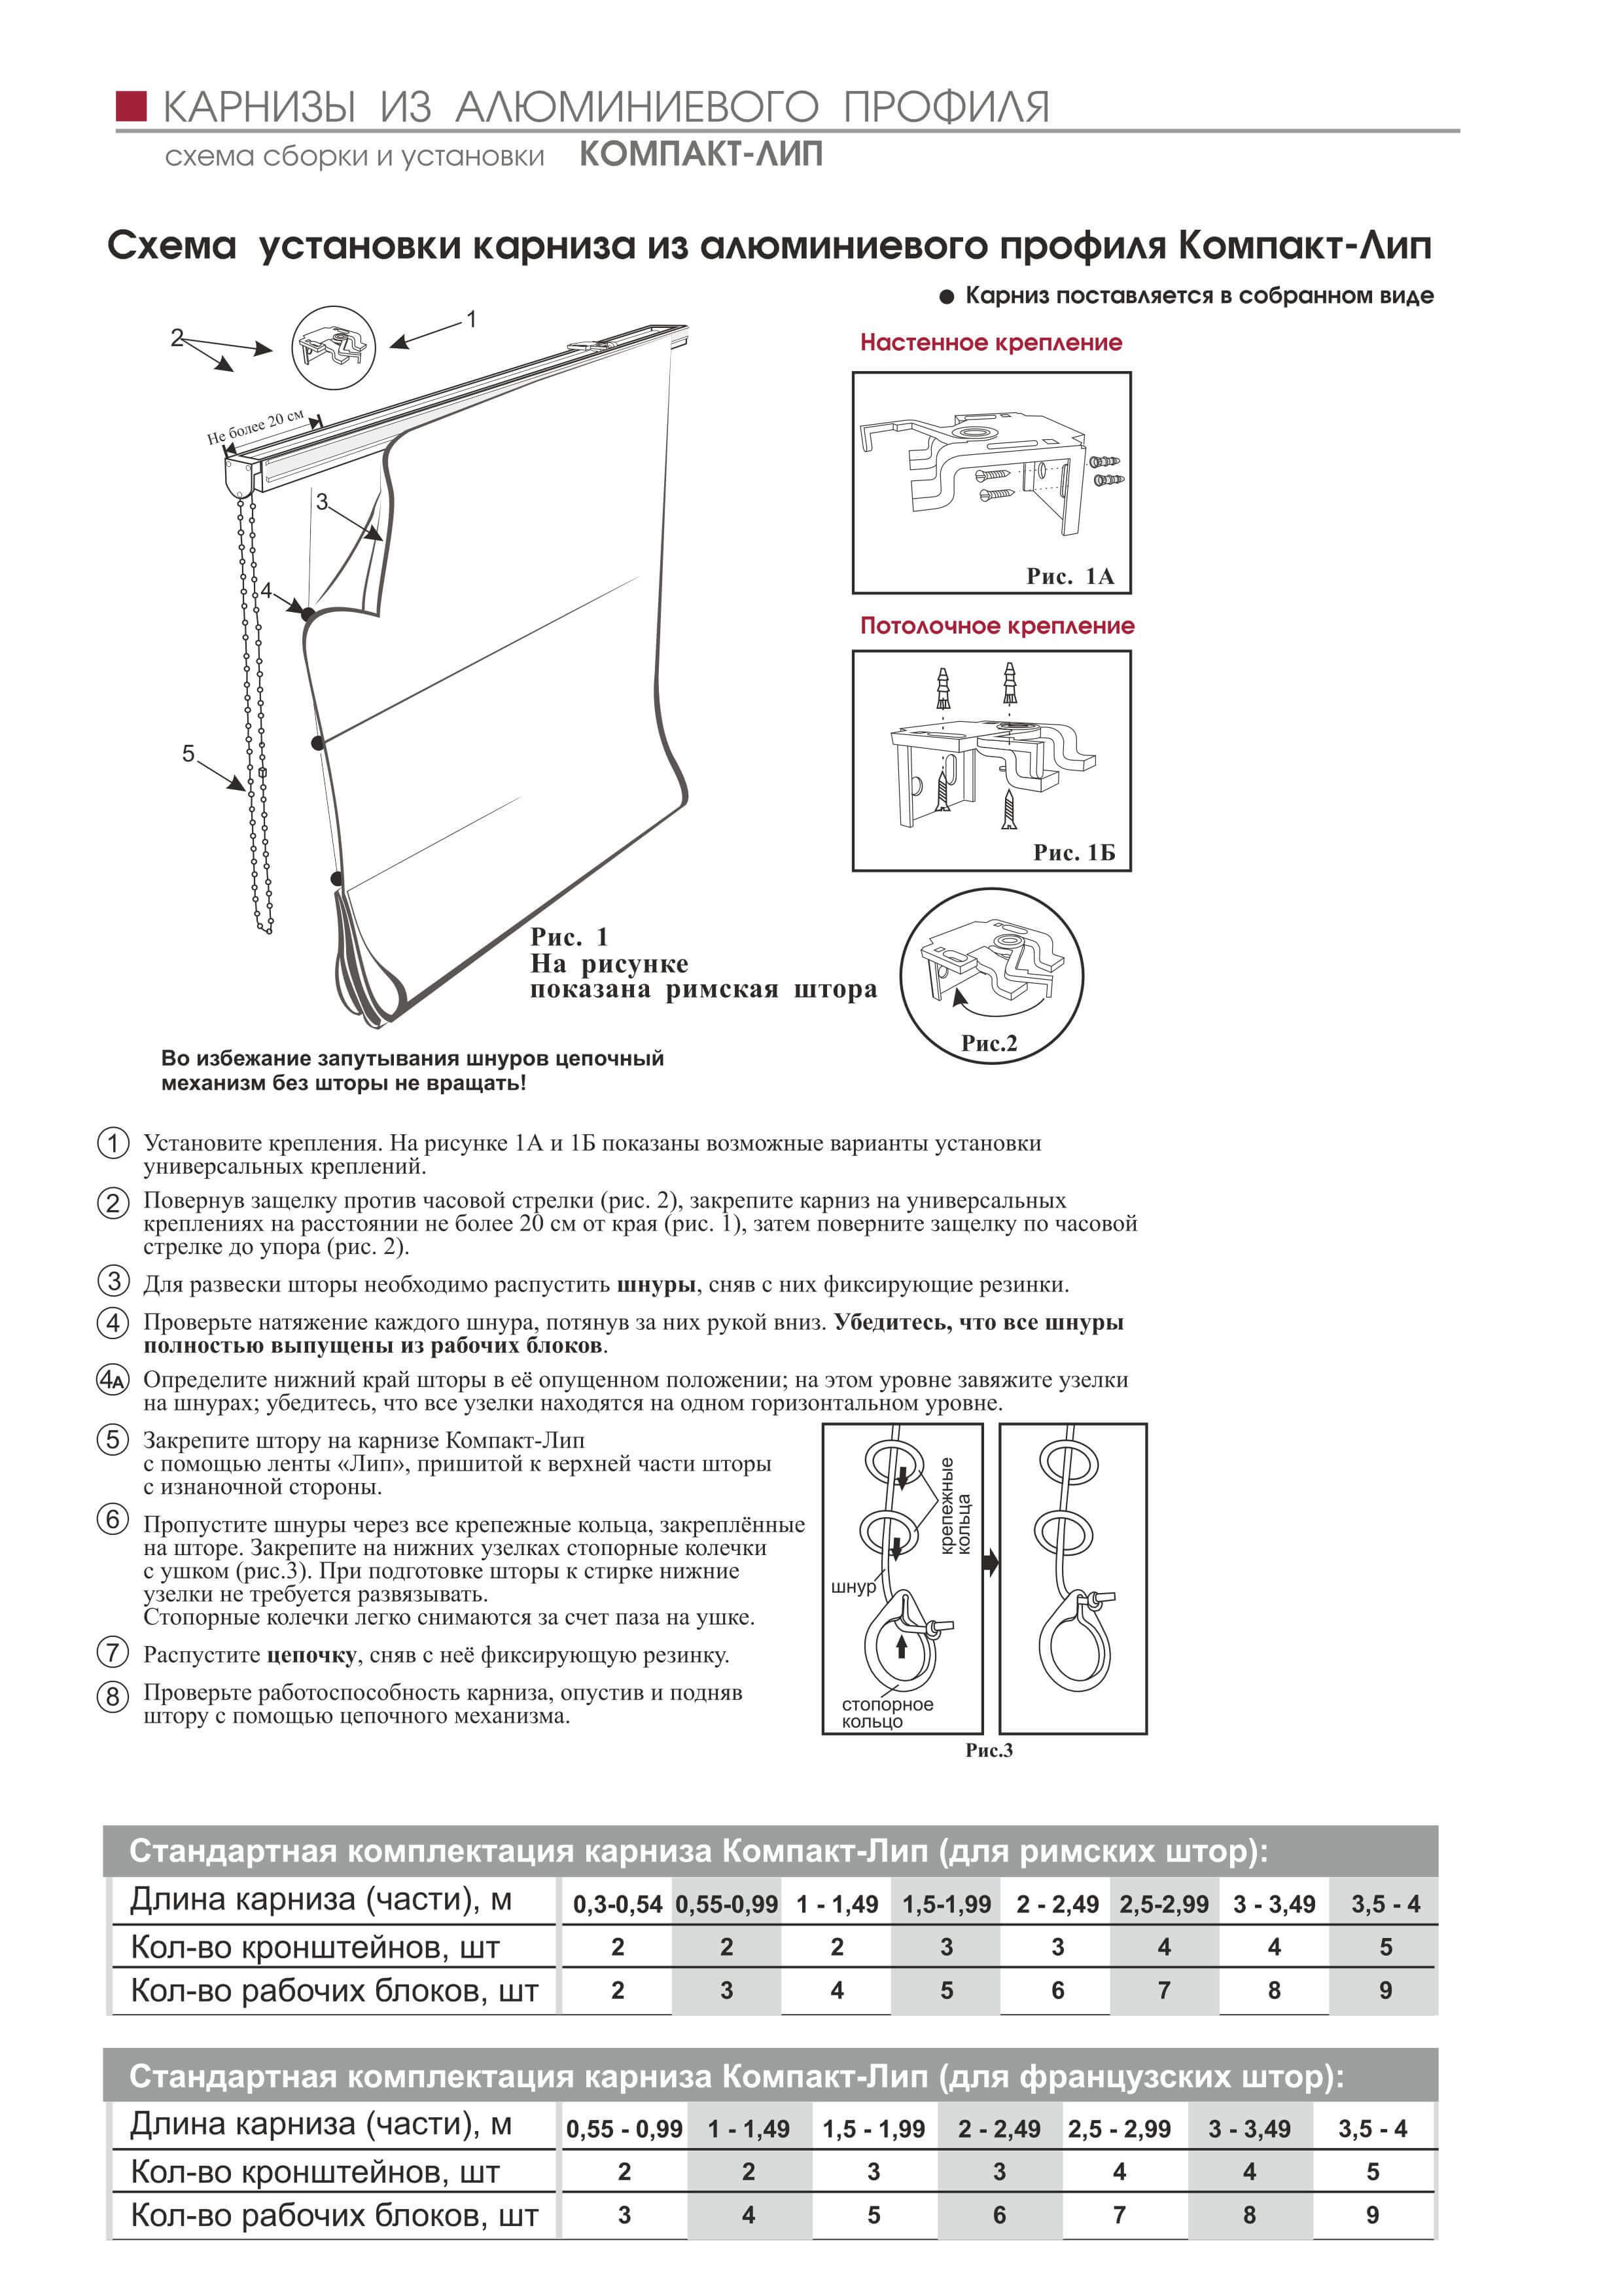 КАРНИЗЫ ИЗ АЛЮМИНИЕВОГО ПРОФИЛЯ
схема сборки и установки КОМПАКТ-ЛИП
Схема установки карниза из алюминиевого профиля Компакт-Лип
● Карниз поставляется в собранном виде
1
2
Не более 20 см
3
4
5
Настенное крепление
Рис. 1А
Потолочное крепление
Рис. 1Б
Рис. 1
На рисунке
показана римская штора
Рис.2
Во избежание запутывания шнуров цепочный
механизм без шторы не вращать!
1 Установите крепления. На рисунке 1А и 1Б показаны возможные варианты установки
универсальных креплений.
2 Повернув защелку против часовой стрелки (рис. 2), закрепите карниз на универсальных
креплениях на расстоянии не более 20 см от края (рис. 1), затем поверните защелку по часовой
стрелке до упора (рис. 2).
3 Для развески шторы необходимо распустить шнуры, сняв с них фиксирующие резинки.
4 Проверьте натяжение каждого шнура, потянув за них рукой вниз. Убедитесь, что все шнуры
полностью выпущены из рабочих блоков.
4А Определите нижний край шторы в её опущенном положении; на этом уровне завяжите узелки
на шнурах; убедитесь, что все узелки находятся на одном горизонтальном уровне.
5 Закрепите штору на карнизе Компакт-Лип
с помощью ленты «Лип», пришитой к верхней части шторы
с изнаночной стороны.
6 Пропустите шнуры через все крепежные кольца, закреплённые
на шторе. Закрепите на нижних узелках стопорные колечки
с ушком (рис.3). При подготовке шторы к стирке нижние
узелки не требуется развязывать.
Стопорные колечки легко снимаются за счет паза на ушке.
7 Распустите цепочку, сняв с неё фиксирующую резинку.
8 Проверьте работоспособность карниза, опустив и подняв
штору с помощью цепочного механизма.
крепежные
кольца
шнур
стопорное
кольцо
Рис.3
Стандартная комплектация карниза Компакт-Лип (для римских штор):
Длина карниза (части), м 0,3-0,54 0,55-0,99 1 - 1,49 1,5-1,99 2 - 2,49 2,5-2,99 3 - 3,49 3,5 - 4
Кол-во кронштейнов, шт 2 2 2 3 3 4 4 5
Кол-во рабочих блоков, шт 2 3 4 5 6 7 8 9
Стандартная комплектация карниза Компакт-Лип (для французских штор):
Длина карниза (части), м 0,55 - 0,99 1 - 1,49 1,5 - 1,99 2 - 2,49 2,5 - 2,99 3 - 3,49 3,5 - 4
Кол-во кронштейнов, шт 2 2 3 3 4 4 5
Кол-во рабочих блоков, шт 3 4 5 6 7 8 9